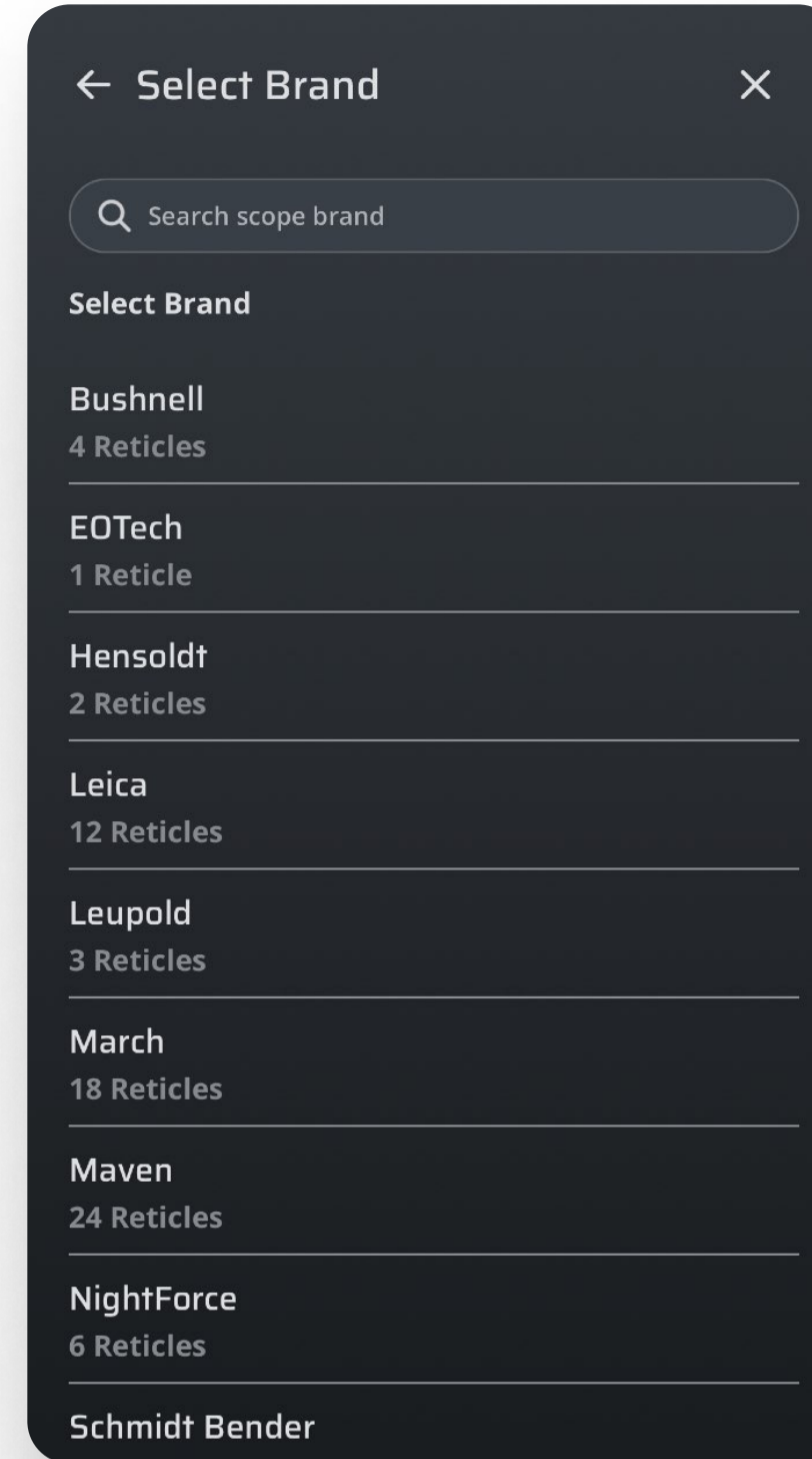 Select Brand
Search scope brand
Select Brand
Bushnell
4 Reticles
EOTech
1 Reticle
Hensoldt
2 Reticles
Leica
12 Reticles
Leupold
3 Reticles
March
18 Reticles
Maven
24 Reticles
NightForce
6 Reticles
Schmidt Bender